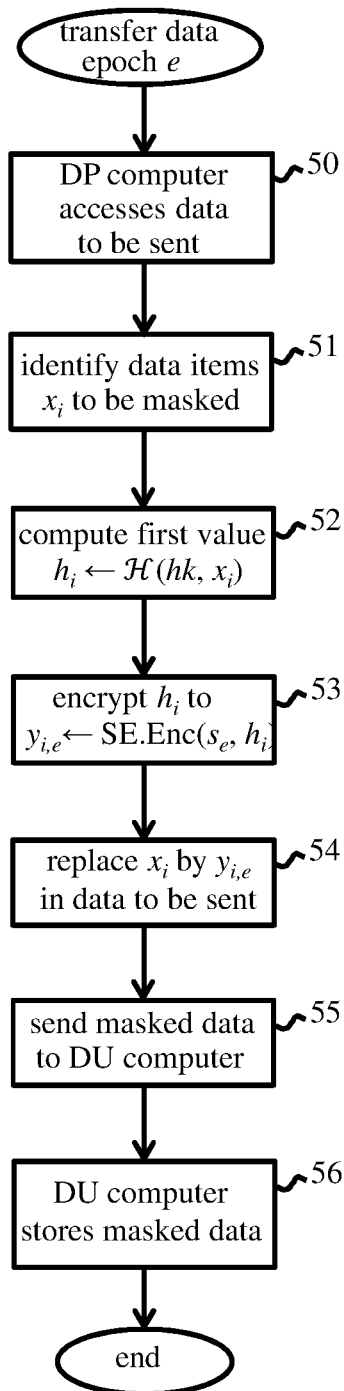 transfer data
epoch e
50
DP computer
accesses data
to be sent
51
identify data items
xᵢ to be masked
52
compute first value
hᵢ ← ℋ(hk, xᵢ)
53
encrypt hᵢ to
yᵢ,ₑ ← SE.Enc(sₑ, hᵢ)
54
replace xᵢ by yᵢ,ₑ
in data to be sent
55
send masked data
to DU computer
56
DU computer
stores masked data
end